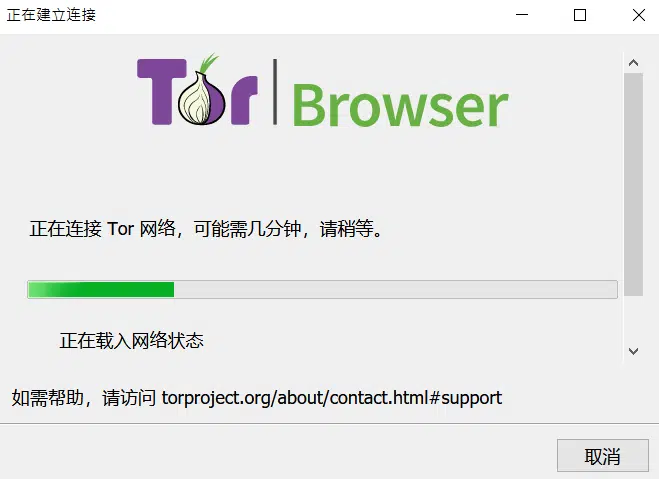 正在建立连接
Tor Browser
正在连接 Tor 网络，可能需几分钟，请稍等。
正在载入网络状态
如需帮助，请访问 torproject.org/about/contact.html#support
取消